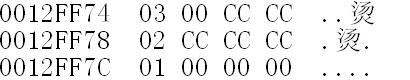 0012FF74  03 00 CC CC  ..烫
0012FF78  02 CC CC CC  .烫.
0012FF7C  01 00 00 00  ....